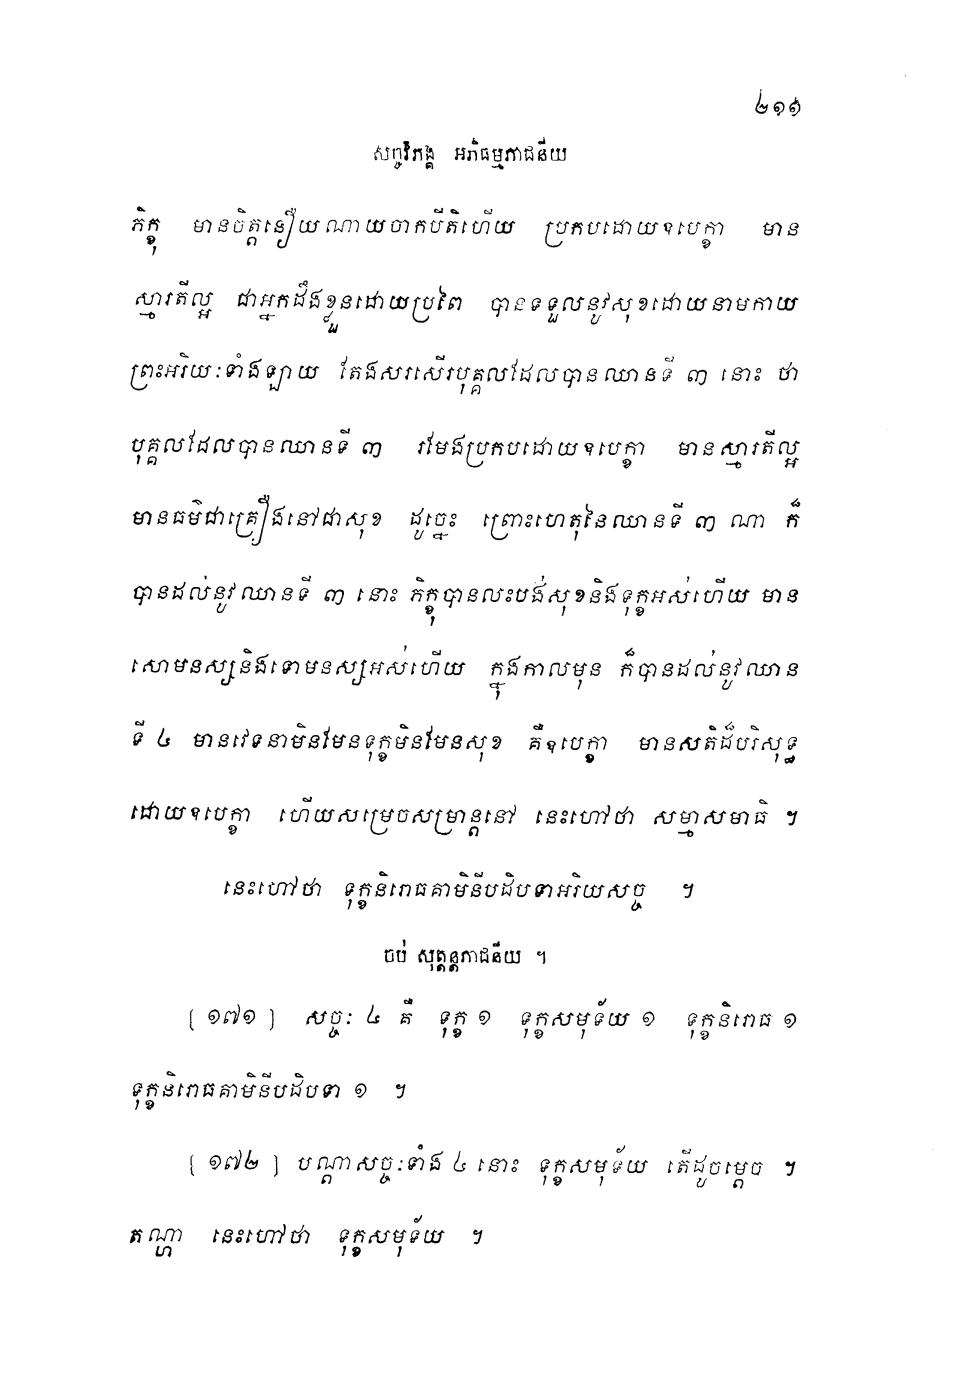 ២១១
សច្ចវិភង្គ អភិធម្មភាជនីយ
ភិក្ខុ មានចិត្តនឿយណាយចាកបីតិហើយ ប្រកបដោយឧបេក្ខា មាន
ស្មារតីល្អ ជាអ្នកដឹងខ្លួនដោយប្រពៃ បានទទួលនូវសុខដោយនាមកាយ
ព្រះអរិយៈទាំងឡាយ តែងសរសើរបុគ្គលដែលបានឈានទី ៣ នោះ ថា
បុគ្គលដែលបានឈានទី ៣ រមែងប្រកបដោយឧបេក្ខា មានស្មារតីល្អ
មានធម៌ជាគ្រឿងនៅជាសុខ ដូច្នេះ ព្រោះហេតុនៃឈានទី ៣ ណា ក៏
បានដល់នូវឈានទី ៣ នោះ ភិក្ខុបានលះបង់សុខនិងទុក្ខអស់ហើយ មាន
សោមនស្សនិងទោមនស្សអស់ហើយ ក្នុងកាលមុន ក៏បានដល់នូវឈាន
ទី ៤ មានវេទនាមិនមែនទុក្ខមិនមែនសុខ គឺឧបេក្ខា មានសតិដ៏បរិសុទ្ធ
ដោយឧបេក្ខា ហើយសម្រេចសម្រាន្តនៅ នេះហៅថា សម្មាសមាធិ ។
នេះហៅថា ទុក្ខនិរោធគាមិនីបដិបទាអរិយសច្ច ។
ចប់ សុត្តន្តភាជនីយ ។
[ ១៧១ ] សច្ចៈ ៤ គឺ ទុក្ខ ១ ទុក្ខសមុទ័យ ១ ទុក្ខនិរោធ ១
ទុក្ខនិរោធគាមិនីបដិបទា ១ ។
[ ១៧២ ] បណ្តាសច្ចៈទាំង ៤ នោះ ទុក្ខសមុទ័យ តើដូចម្តេច ។
តណ្ហា នេះហៅថា ទុក្ខសមុទ័យ ។